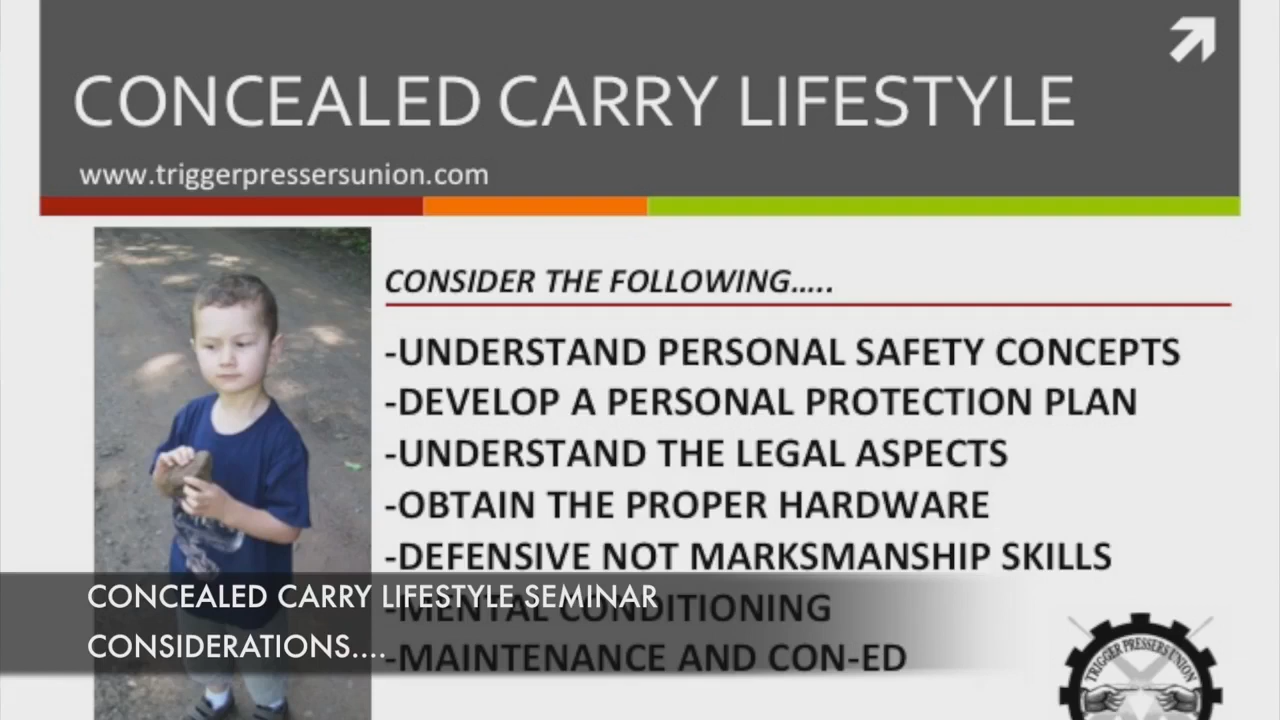 CONCEALED CARRY LIFESTYLE
www.triggerpressersunion.com
CONSIDER THE FOLLOWING.....
-UNDERSTAND PERSONAL SAFETY CONCEPTS
-DEVELOP A PERSONAL PROTECTION PLAN
-UNDERSTAND THE LEGAL ASPECTS
-OBTAIN THE PROPER HARDWARE
-DEFENSIVE NOT MARKSMANSHIP SKILLS
-MENTAL CONDITIONING
-MAINTENANCE AND CON-ED
CONCEALED CARRY LIFESTYLE SEMINAR
CONSIDERATIONS....
TRIGGER PRESSERS UNION